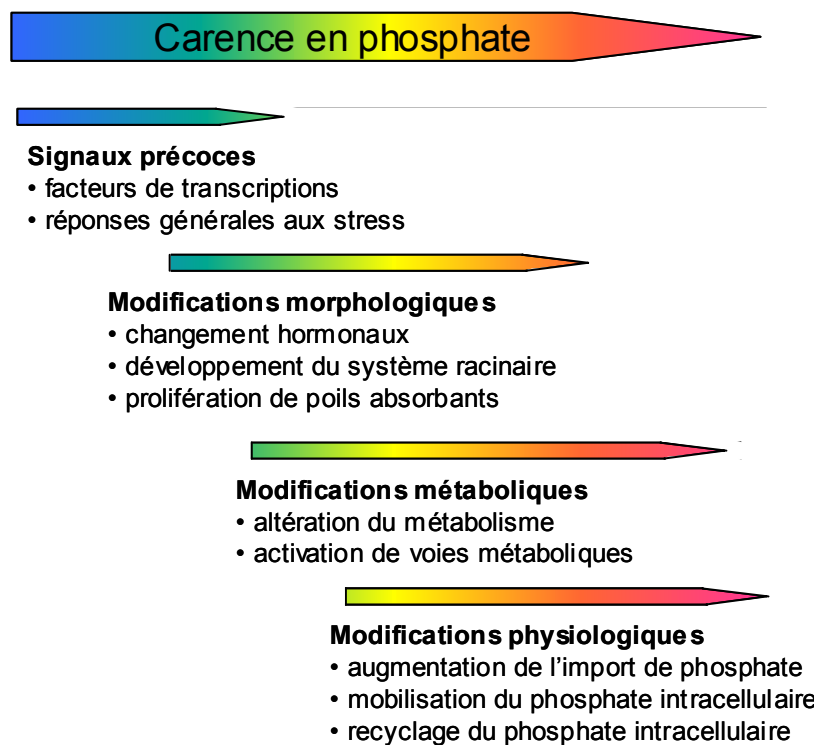 Carence en phosphate
Signaux précoces
• facteurs de transcriptions
• réponses générales aux stress
Modifications morphologiques
• changement hormonaux
• développement du système racinaire
• prolifération de poils absorbants
Modifications métaboliques
• altération du métabolisme
• activation de voies métaboliques
Modifications physiologiques
• augmentation de l'import de phosphate
• mobilisation du phosphate intracellulaire
• recyclage du phosphate intracellulaire